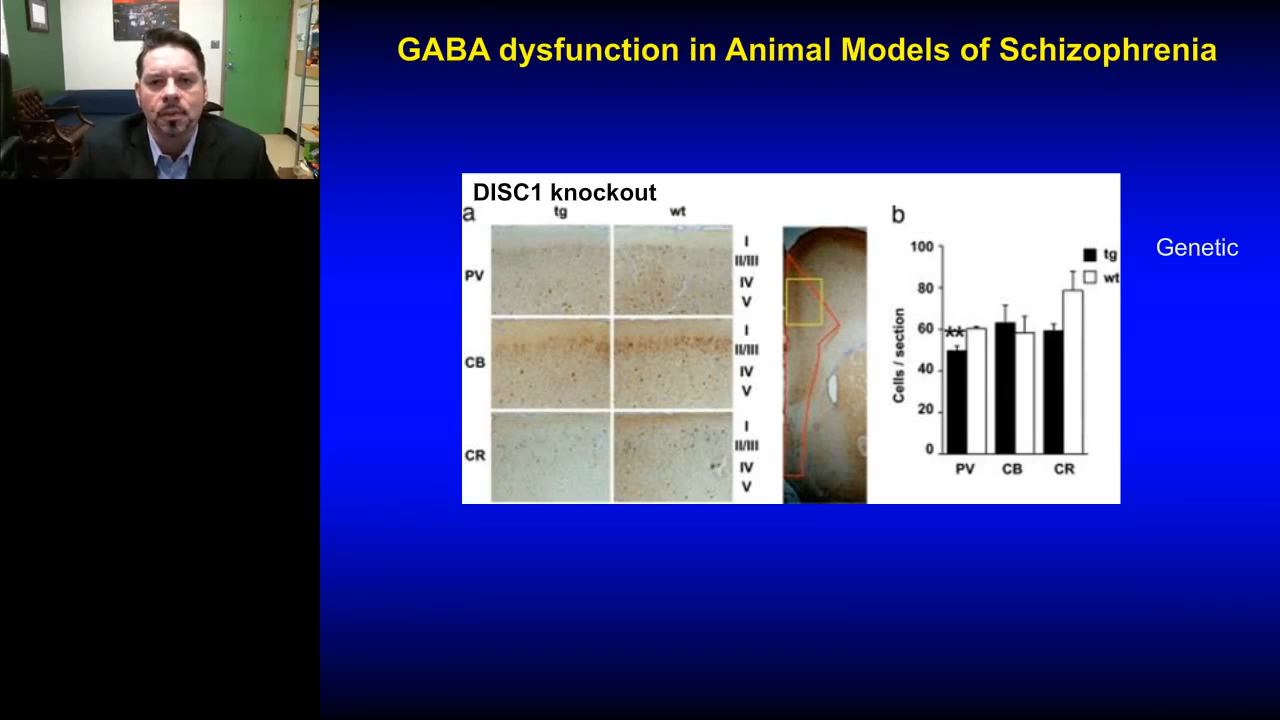 GABA dysfunction in Animal Models of Schizophrenia
DISC1 knockout
a
tg
wt
PV
I
II/III
IV
V
CB
I
II/III
IV
V
CR
I
II/III
IV
V
b
Cells / section
100
80
60
40
20
0
**
tg
wt
PV
CB
CR
Genetic